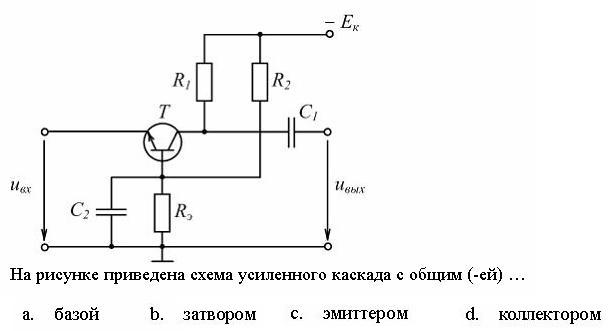 − Eк
R1
R2
T
C1
uвх
uвых
C2
Rэ
На рисунке приведена схема усиленного каскада с общим (-ей) …
a. базой b. затвором c. эмиттером d. коллектором